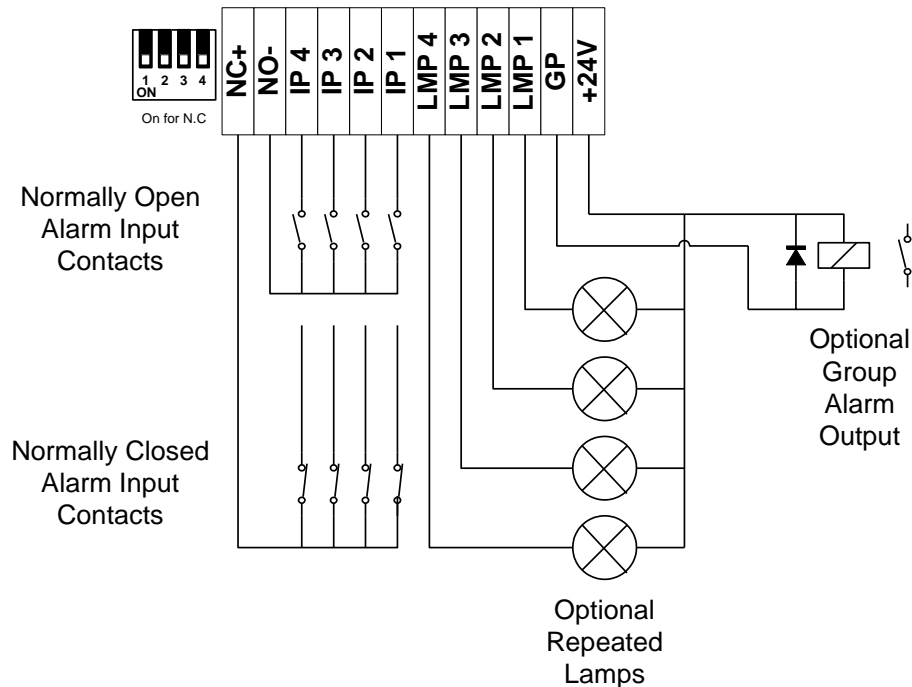 NC+
NO-
IP 4
IP 3
IP 2
IP 1
LMP 4
LMP 3
LMP 2
LMP 1
GP
+24V
1 2 3 4
ON
On for N.C
Normally Open
Alarm Input
Contacts
Optional
Group
Alarm
Output
Normally Closed
Alarm Input
Contacts
Optional
Repeated
Lamps